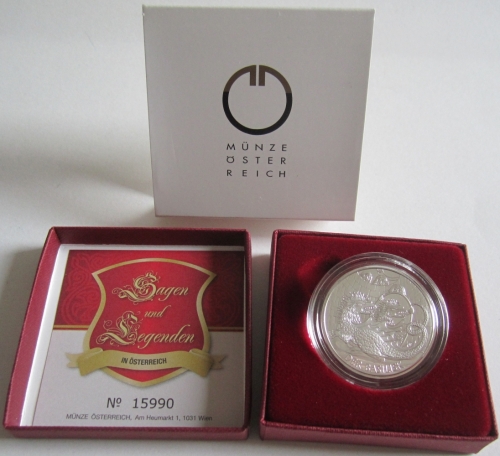 MÜNZE
ÖSTER
REICH
Sagen
und
Legenden
IN ÖSTERREICH
Nº 15990
MÜNZE ÖSTERREICH, Am Heumarkt 1, 1031 Wien